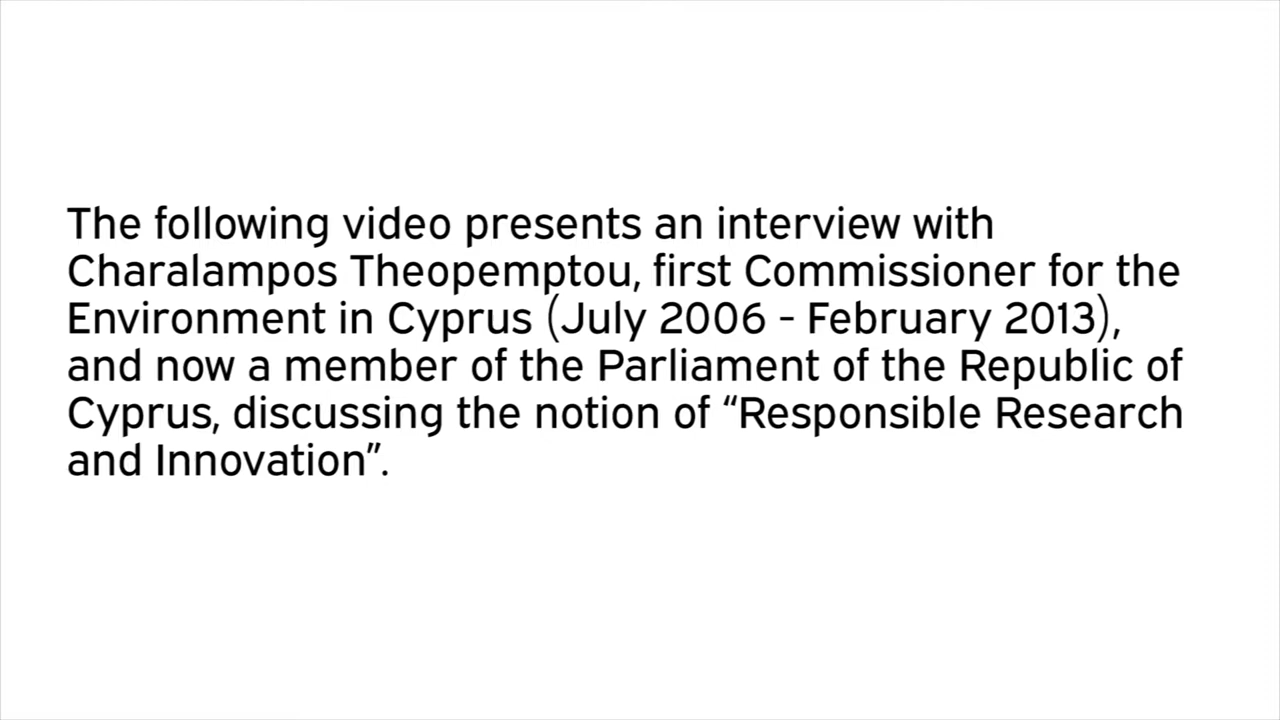 The following video presents an interview with
Charalampos Theopemptou, first Commissioner for the
Environment in Cyprus (July 2006 - February 2013),
and now a member of the Parliament of the Republic of
Cyprus, discussing the notion of “Responsible Research
and Innovation”.